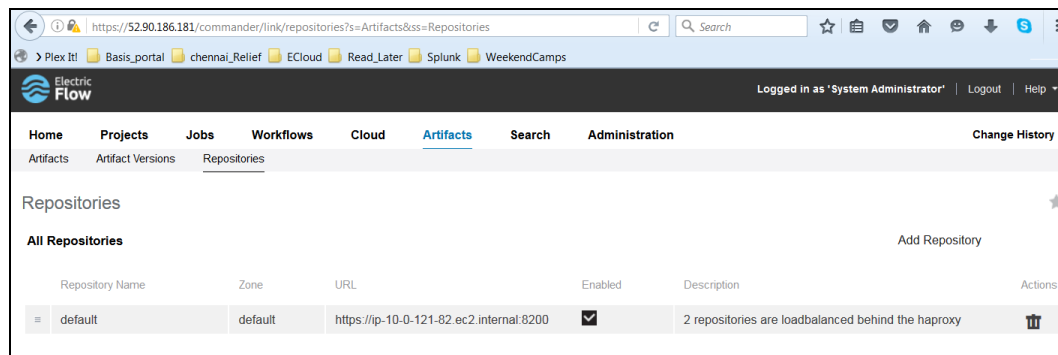 https://52.90.186.181/commander/link/repositories?s=Artifacts&ss=Repositories
Search
Plex It! Basis_portal chennai_Relief ECloud Read_Later Splunk WeekendCamps
Electric
Flow
Logged in as 'System Administrator' | Logout | Help
Home Projects Jobs Workflows Cloud Artifacts Search Administration Change History
Artifacts Artifact Versions Repositories
Repositories
All Repositories Add Repository
Repository Name Zone URL Enabled Description Actions
default default https://ip-10-0-121-82.ec2.internal:8200 2 repositories are loadbalanced behind the haproxy